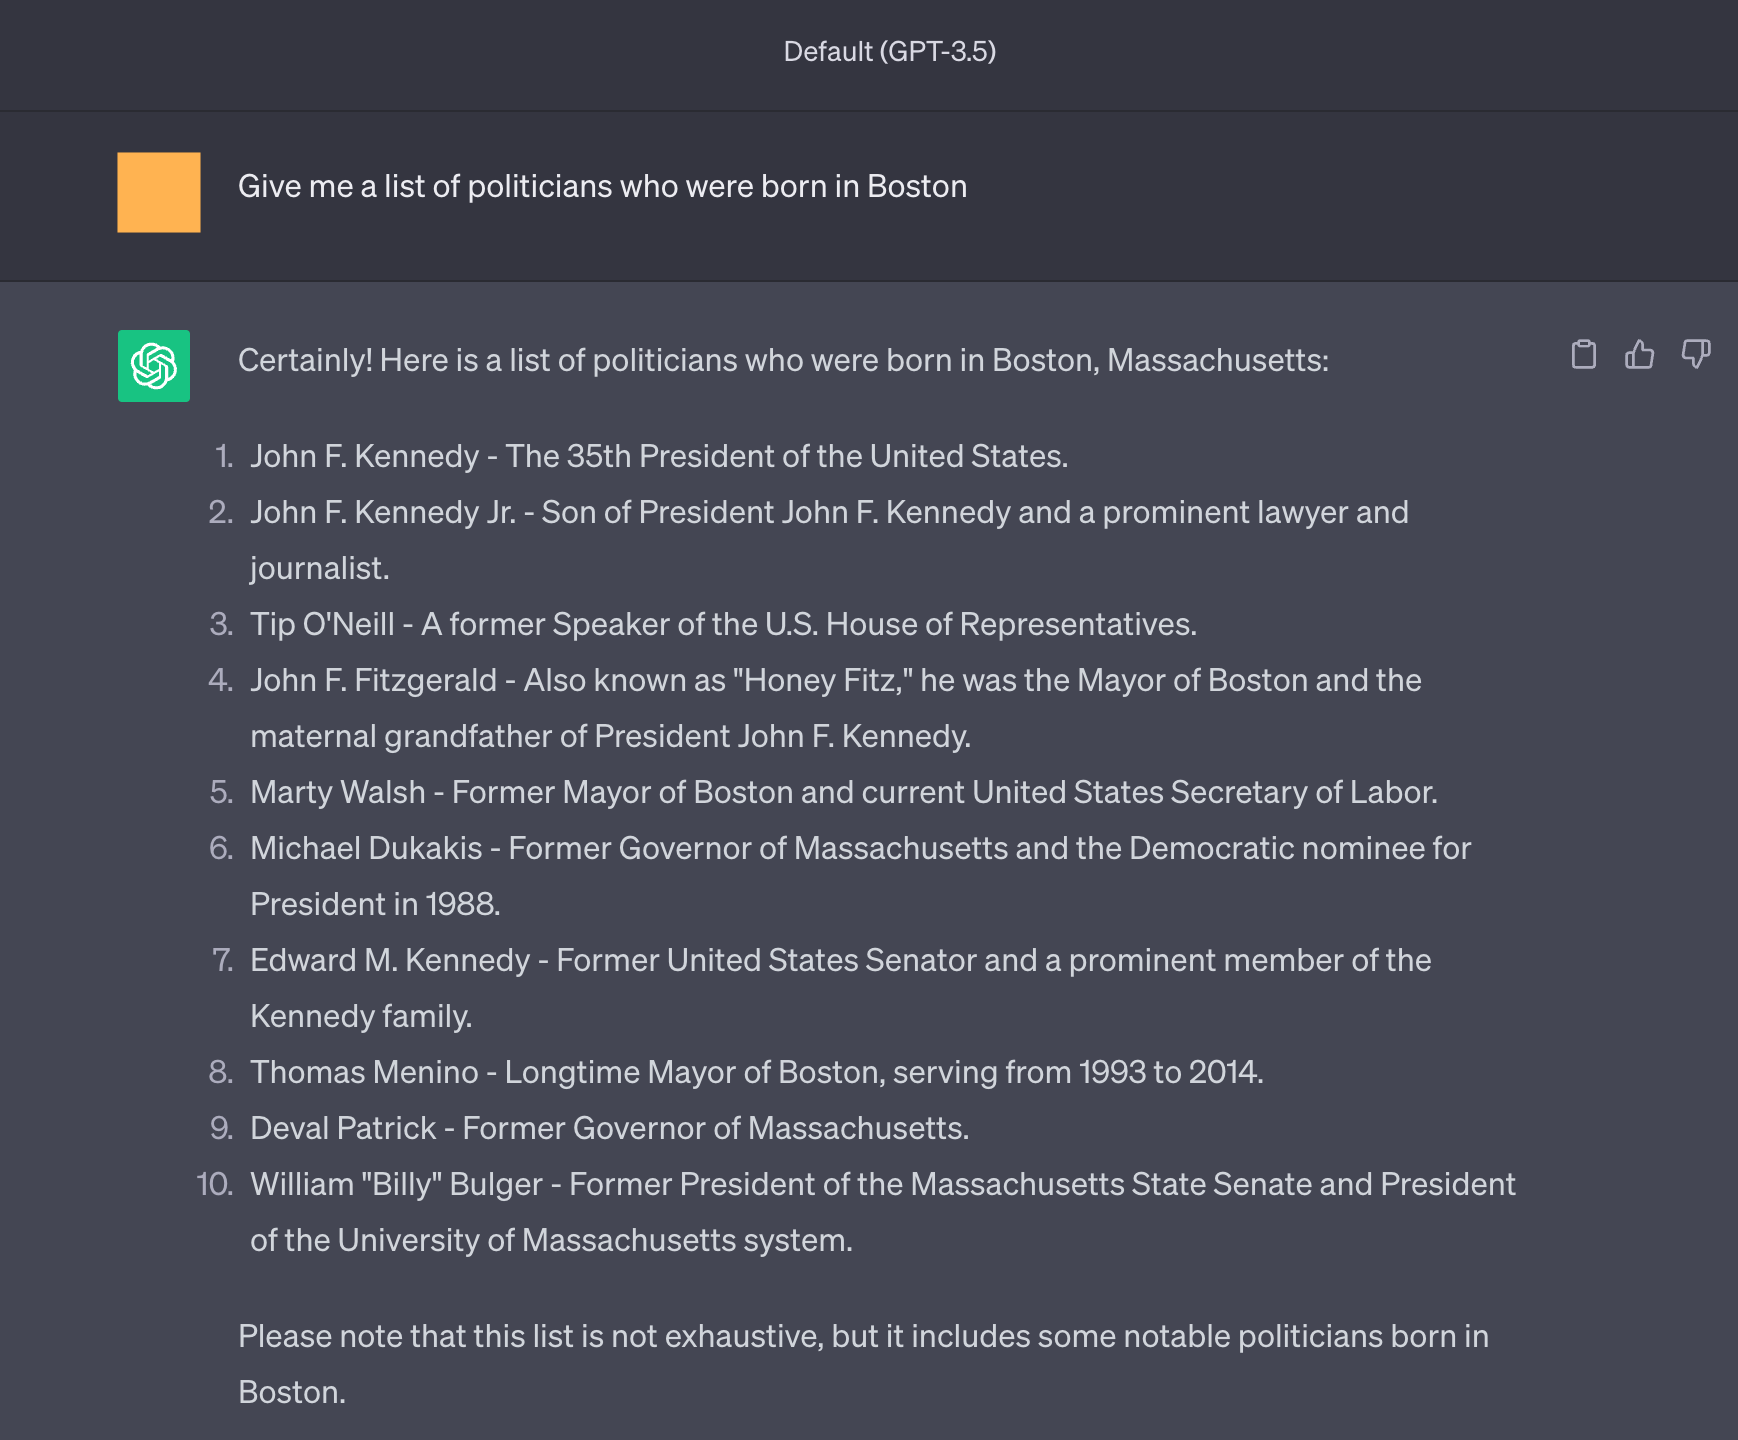 Default (GPT-3.5)
Give me a list of politicians who were born in Boston
Certainly! Here is a list of politicians who were born in Boston, Massachusetts:
1. John F. Kennedy - The 35th President of the United States.
2. John F. Kennedy Jr. - Son of President John F. Kennedy and a prominent lawyer and
journalist.
3. Tip O'Neill - A former Speaker of the U.S. House of Representatives.
4. John F. Fitzgerald - Also known as "Honey Fitz," he was the Mayor of Boston and the
maternal grandfather of President John F. Kennedy.
5. Marty Walsh - Former Mayor of Boston and current United States Secretary of Labor.
6. Michael Dukakis - Former Governor of Massachusetts and the Democratic nominee for
President in 1988.
7. Edward M. Kennedy - Former United States Senator and a prominent member of the
Kennedy family.
8. Thomas Menino - Longtime Mayor of Boston, serving from 1993 to 2014.
9. Deval Patrick - Former Governor of Massachusetts.
10. William "Billy" Bulger - Former President of the Massachusetts State Senate and President
of the University of Massachusetts system.
Please note that this list is not exhaustive, but it includes some notable politicians born in
Boston.